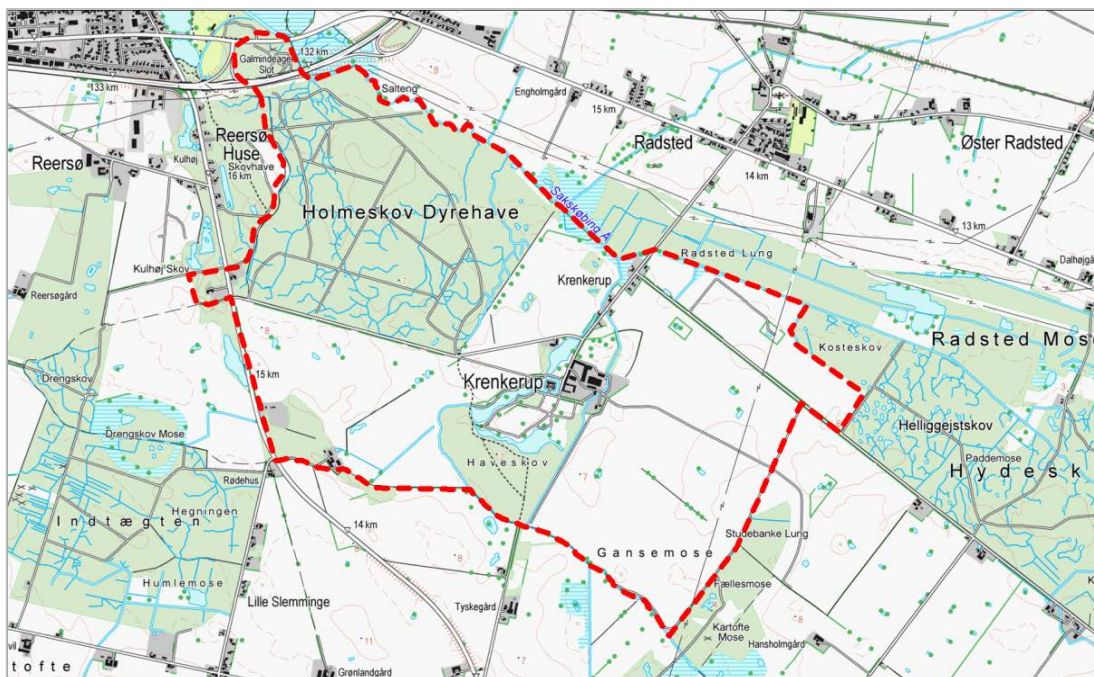 132 km
Galmindeage
Slot
133 km
Salteng
Engholmgård
15 km
Radsted
Øster Radsted
Reersø
Reersø
Huse
Kulhøj
Skovhave
16 km
14 km
Holmeskov Dyrehave
Sakskøbing Å
13 km
Radsted Lung
Dalhøjgå
Kulhøj Skov
Reersøgård
Krenkerup
Radsted Mos
Kosteskov
Drengskov
15 km
Krenkerup
Helliggejstskov
Drengskov Mose
Haveskov
Paddemose
Hydesk
Rødehus
Hegningen
Indtægten
14 km
Studebanke Lung
Gansemose
Humlemose
Fællesmose
Lille Slemminge
Tyskegård
Kartofte
Mose
Hansholmgård
Grønlandgård
tofte